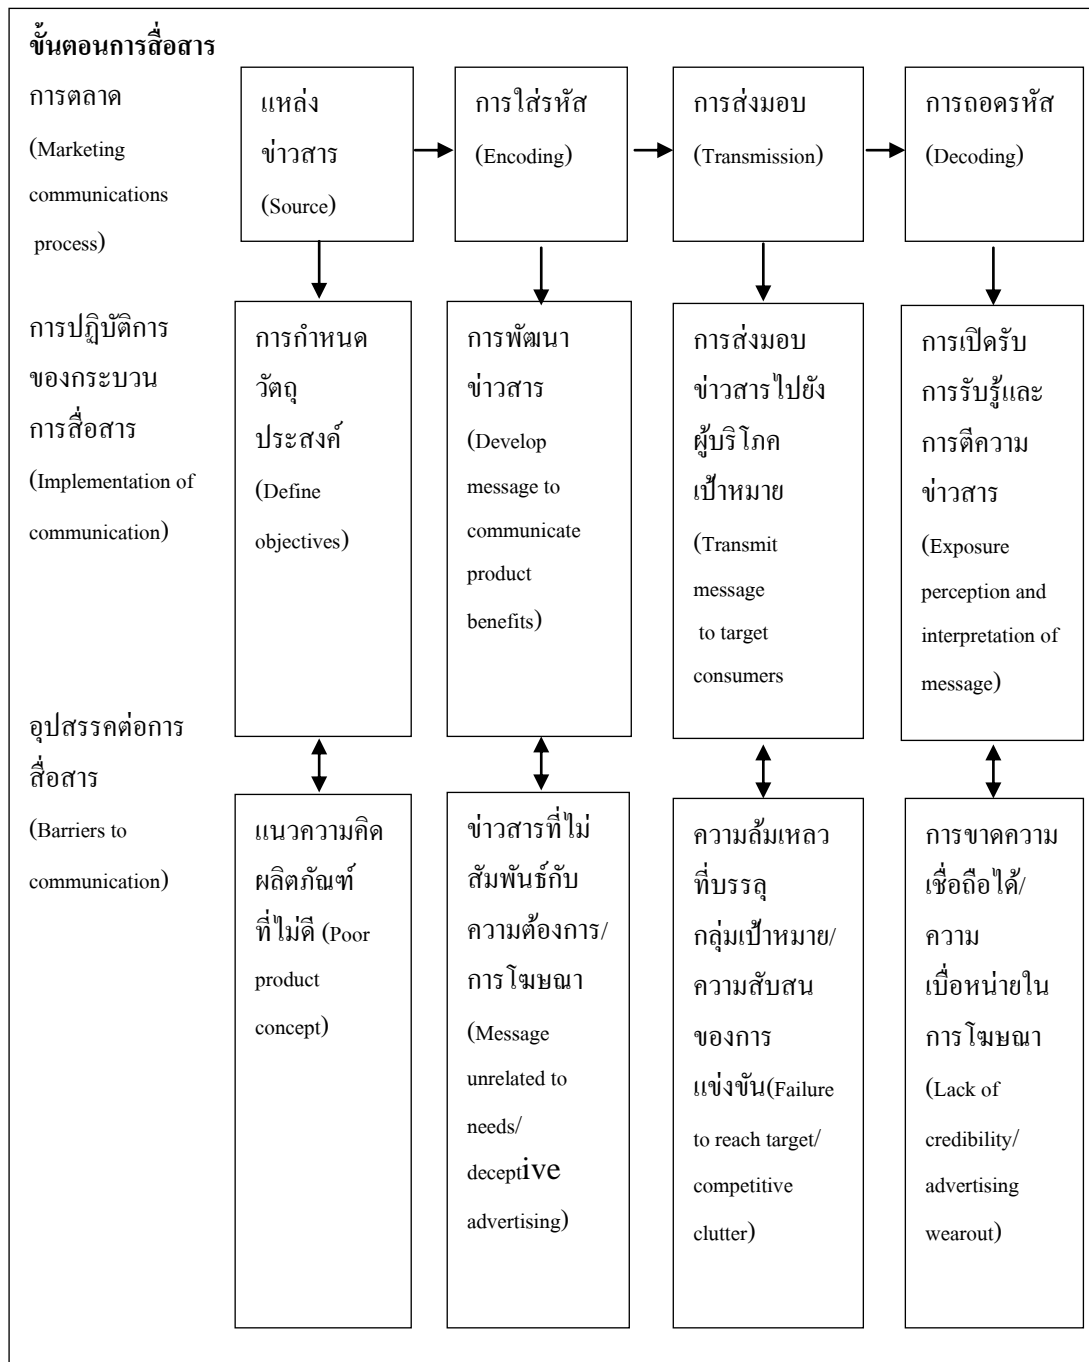 ขั้นตอนการสื่อสาร
การตลาด
(Marketing
communications
process)
แหล่ง
ข่าวสาร
(Source)
การใส่รหัส
(Encoding)
การส่งมอบ
(Transmission)
การถอดรหัส
(Decoding)
การปฏิบัติการ
ของกระบวน
การสื่อสาร
(Implementation of
communication)
การกำหนด
วัตถุ
ประสงค์
(Define
objectives)
การพัฒนา
ข่าวสาร
(Develop
message to
communicate
product
benefits)
การส่งมอบ
ข่าวสารไปยัง
ผู้บริโภค
เป้าหมาย
(Transmit
message
to target
consumers
การเปิดรับ
การรับรู้และ
การตีความ
ข่าวสาร
(Exposure
perception and
interpretation of
message)
อุปสรรคต่อการ
สื่อสาร
(Barriers to
communication)
แนวความคิด
ผลิตภัณฑ์
ที่ไม่ดี (Poor
product
concept)
ข่าวสารที่ไม่
สัมพันธ์กับ
ความต้องการ/
การโฆษณา
(Message
unrelated to
needs/
deceptive
advertising)
ความล้มเหลว
ที่บรรลุ
กลุ่มเป้าหมาย/
ความสับสน
ของการ
แข่งขัน(Failure
to reach target/
competitive
clutter)
การขาดความ
เชื่อถือได้/
ความ
เบื่อหน่ายใน
การโฆษณา
(Lack of
credibility/
advertising
wearout)